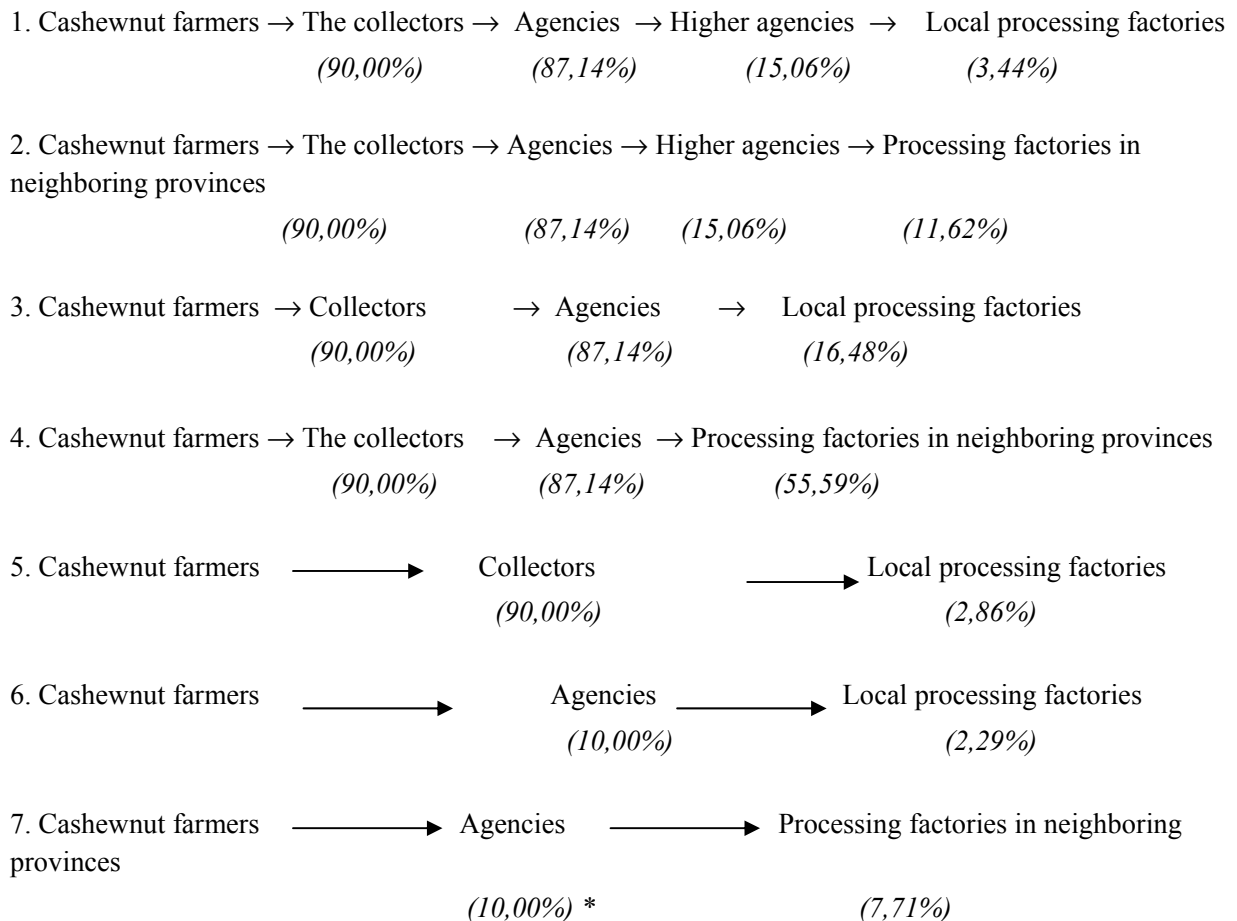 1. Cashewnut farmers → The collectors → Agencies → Higher agencies → Local processing factories
(90,00%) (87,14%) (15,06%) (3,44%)
2. Cashewnut farmers → The collectors → Agencies → Higher agencies → Processing factories in
neighboring provinces
(90,00%) (87,14%) (15,06%) (11,62%)
3. Cashewnut farmers → Collectors → Agencies → Local processing factories
(90,00%) (87,14%) (16,48%)
4. Cashewnut farmers → The collectors → Agencies → Processing factories in neighboring provinces
(90,00%) (87,14%) (55,59%)
5. Cashewnut farmers → Collectors → Local processing factories
(90,00%) (2,86%)
6. Cashewnut farmers → Agencies → Local processing factories
(10,00%) (2,29%)
7. Cashewnut farmers → Agencies → Processing factories in neighboring
provinces
(10,00%) * (7,71%)